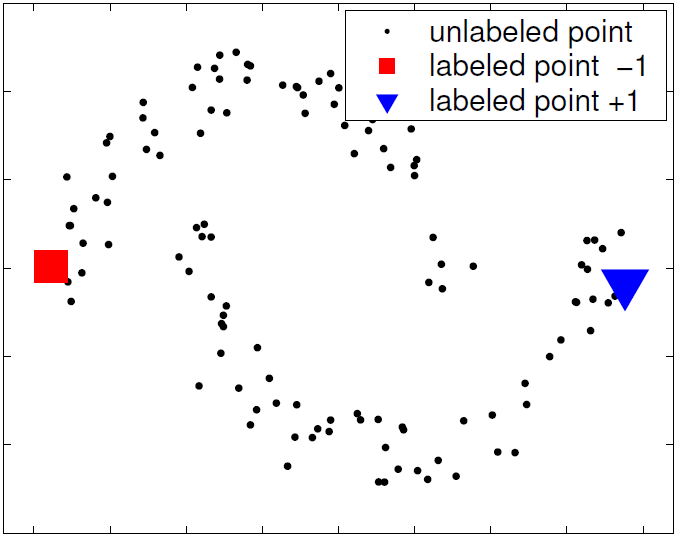 unlabeled point
labeled point −1
labeled point +1